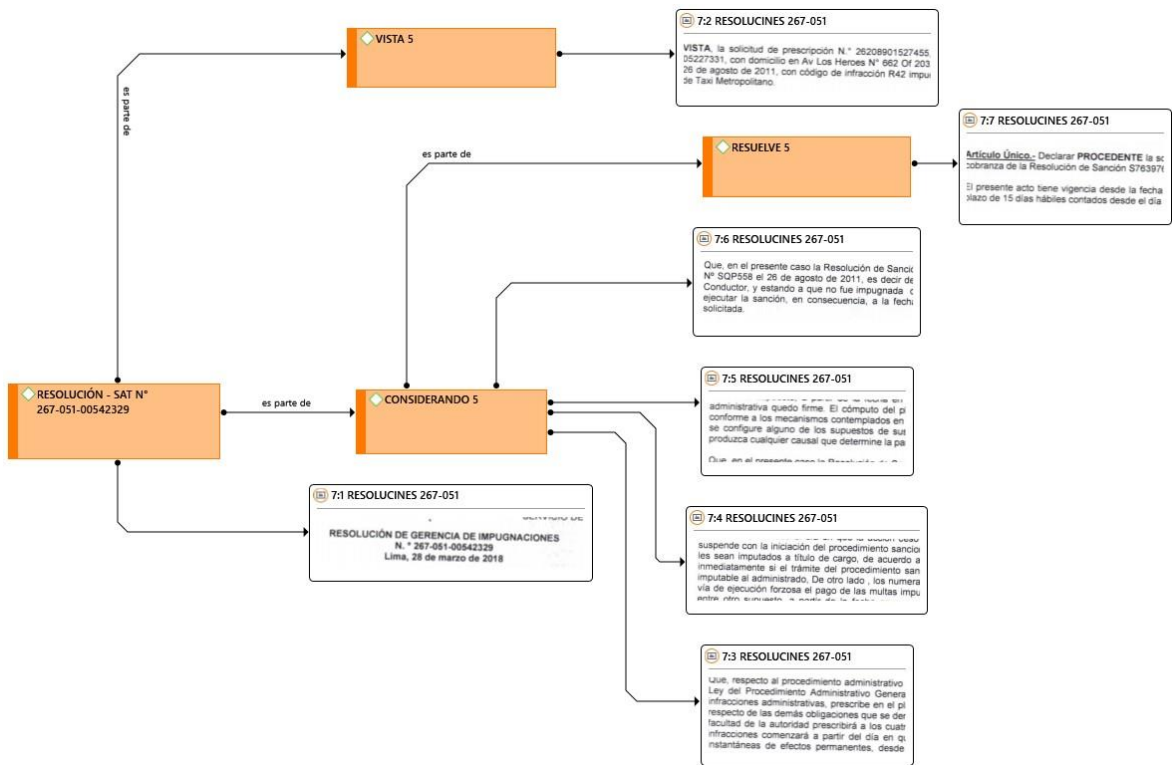 VISTA 5
7:2 RESOLUCINES 267-051
VISTA, la solicitud de prescripción N.° 26208901527455,
05227331, con domicilio en Av Los Heroes N° 662 Of 203
26 de agosto de 2011, con código de infracción R42 impu
de Taxi Metropolitano.
es parte de
es parte de
RESUELVE 5
7:7 RESOLUCINES 267-051
Artículo Único.- Declarar PROCEDENTE la so
cobranza de la Resolución de Sanción S763976
El presente acto tiene vigencia desde la fecha
plazo de 15 días hábiles contados desde el día
7:6 RESOLUCINES 267-051
Que, en el presente caso la Resolución de Sanció
Nº SQP558 el 26 de agosto de 2011, es decir de
Conductor, y estando a que no fue impugnada
ejecutar la sanción, en consecuencia, a la fecha
solicitada.
RESOLUCIÓN - SAT N°
267-051-00542329
es parte de
CONSIDERANDO 5
7:5 RESOLUCINES 267-051
administrativa quedo firme. El cómputo del pl
conforme a los mecanismos contemplados en
se configure alguno de los supuestos de sus
produzca cualquier causal que determine la pa
Que, en el presente caso la Resolución de
7:1 RESOLUCINES 267-051
SERVICIO DE
RESOLUCIÓN DE GERENCIA DE IMPUGNACIONES
N. ° 267-051-00542329
Lima, 28 de marzo de 2018
7:4 RESOLUCINES 267-051
suspende con la iniciación del procedimiento sancio
les sean imputados a título de cargo, de acuerdo a
inmediatamente si el trámite del procedimiento san
imputable al administrado, De otro lado , los numera
vía de ejecución forzosa el pago de las multas impu
entre otro supuesto, a partir de la fecha
7:3 RESOLUCINES 267-051
Que, respecto al procedimiento administrativo
Ley del Procedimiento Administrativo Genera
infracciones administrativas, prescribe en el pl
respecto de las demás obligaciones que se der
facultad de la autoridad prescribirá a los cuatr
infracciones comenzará a partir del día en qu
instantáneas de efectos permanentes, desde